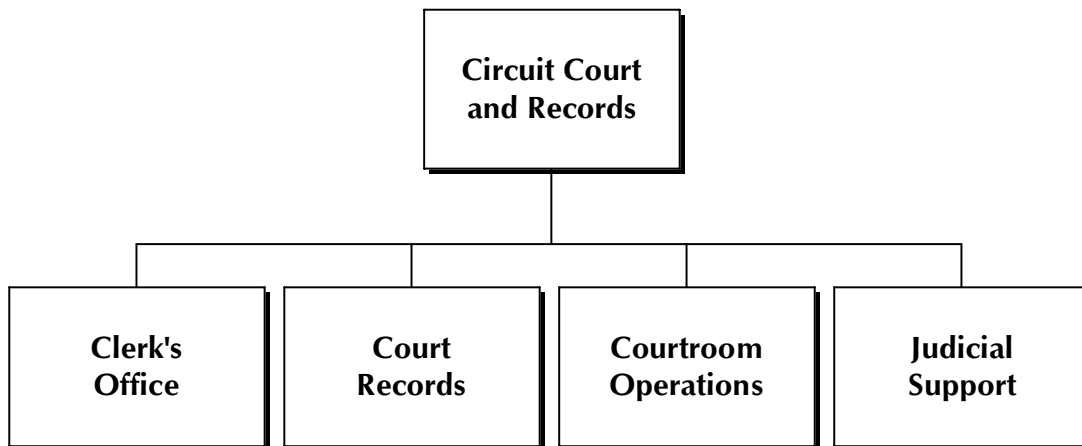 Circuit Court
and Records
Clerk's
Office
Court
Records
Courtroom
Operations
Judicial
Support